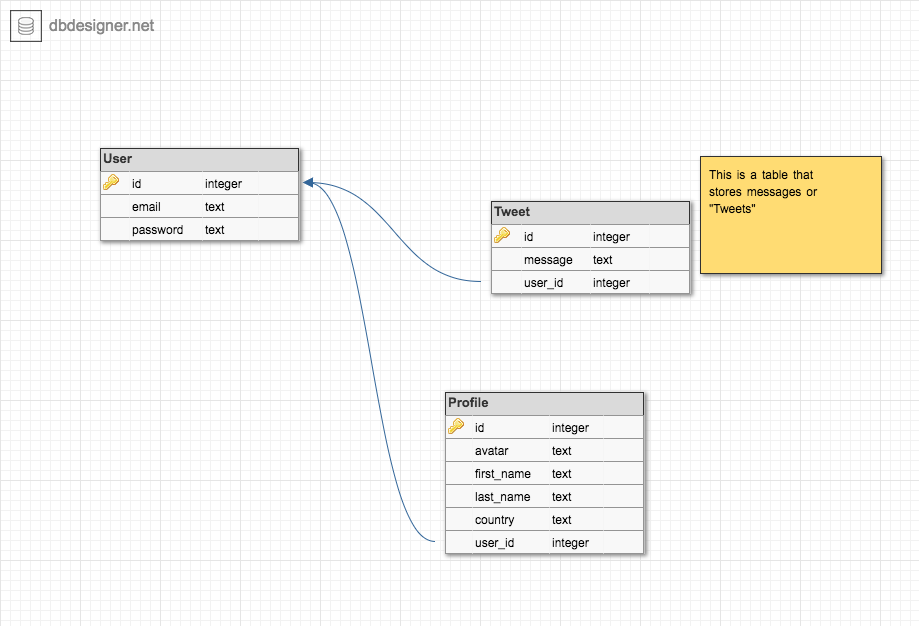 dbdesigner.net
User
id integer
email text
password text
Tweet
id integer
message text
user_id integer
This is a table that
stores messages or
"Tweets"
Profile
id integer
avatar text
first_name text
last_name text
country text
user_id integer